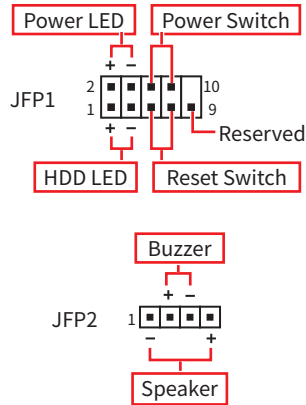 Power LED Power Switch
+ −
2 10
JFP1
1 9
+ − Reserved
HDD LED Reset Switch
Buzzer
+ −
JFP2 1
− +
Speaker